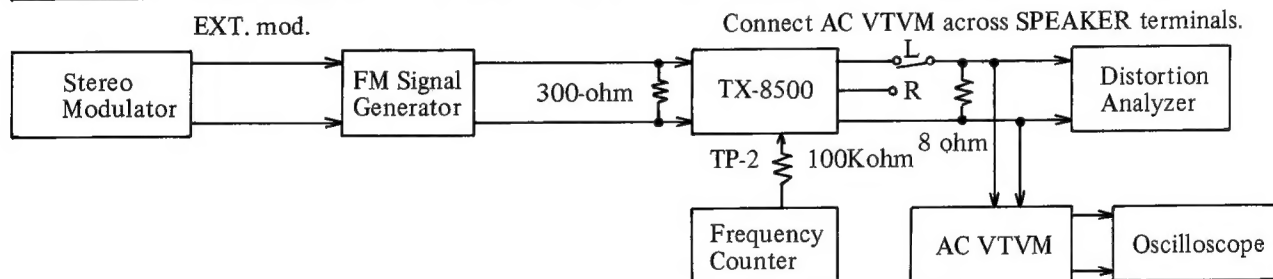 EXT. mod.
Connect AC VTVM across SPEAKER terminals.
Stereo
Modulator
FM Signal
Generator
300-ohm
TX-8500
L
R
8 ohm
Distortion
Analyzer
TP-2
100Kohm
Frequency
Counter
AC VTVM
Oscilloscope